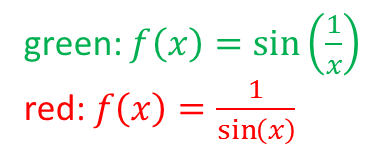 green: f(x) = sin(1/x)
red: f(x) = 1/sin(x)